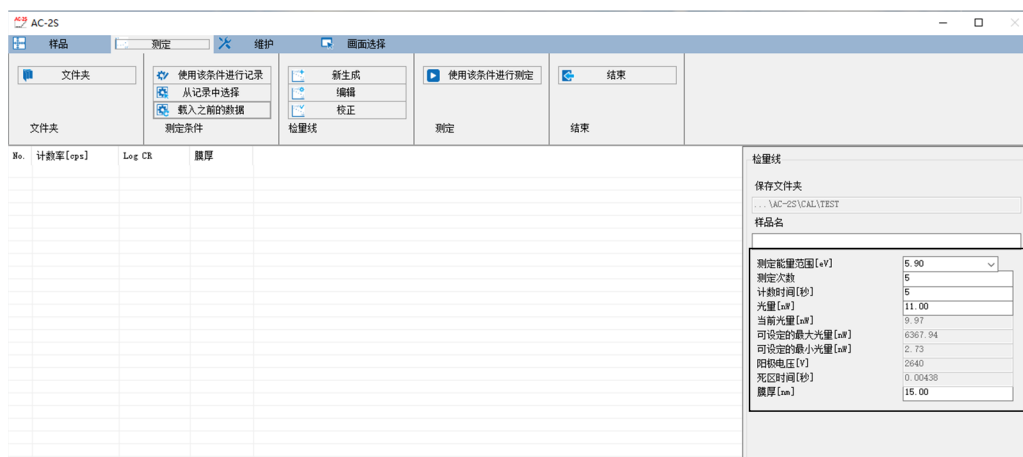 AC-2S
样品 测定 维护 画面选择
文件夹 使用该条件进行记录 新生成 使用该条件进行测定 结束
从记录中选择 编辑
载入之前的数据 校正
文件夹 测定条件 检量线 测定 结束
No. 计数率[cps] Log CR 膜厚
检量线
保存文件夹
...\AC-2S\CAL\TEST
样品名
测定能量范围[eV] 5.90
测定次数 5
计数时间[秒] 5
光量[nW] 11.00
当前光量[nW] 9.97
可设定的最大光量[nW] 6367.94
可设定的最小光量[nW] 2.73
阳极电压[V] 2640
死区时间[秒] 0.00438
膜厚[nm] 15.00